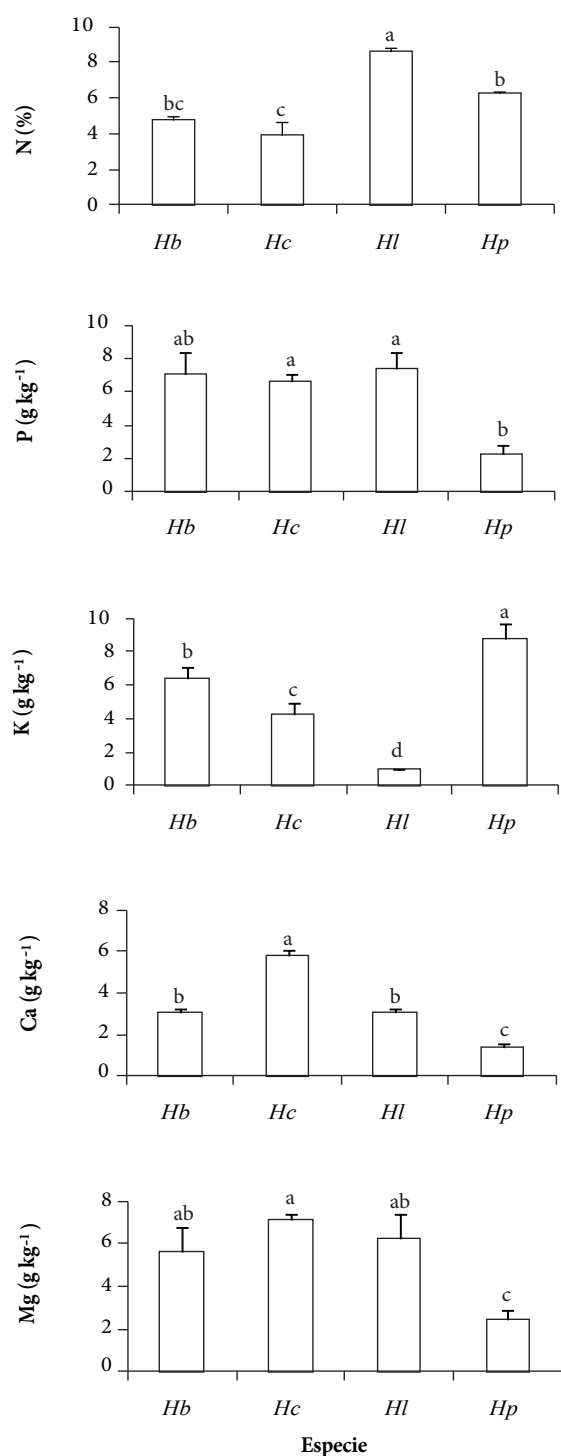 10
8
6
4
2
0
N (%)
bc
c
a
b
Hb Hc Hl Hp
10
8
6
4
2
0
P (g kg⁻¹)
ab
a
a
b
Hb Hc Hl Hp
10
8
6
4
2
0
K (g kg⁻¹)
b
c
d
a
Hb Hc Hl Hp
8
6
4
2
0
Ca (g kg⁻¹)
b
a
b
c
Hb Hc Hl Hp
8
6
4
2
0
Mg (g kg⁻¹)
ab
a
ab
c
Hb Hc Hl Hp
Especie